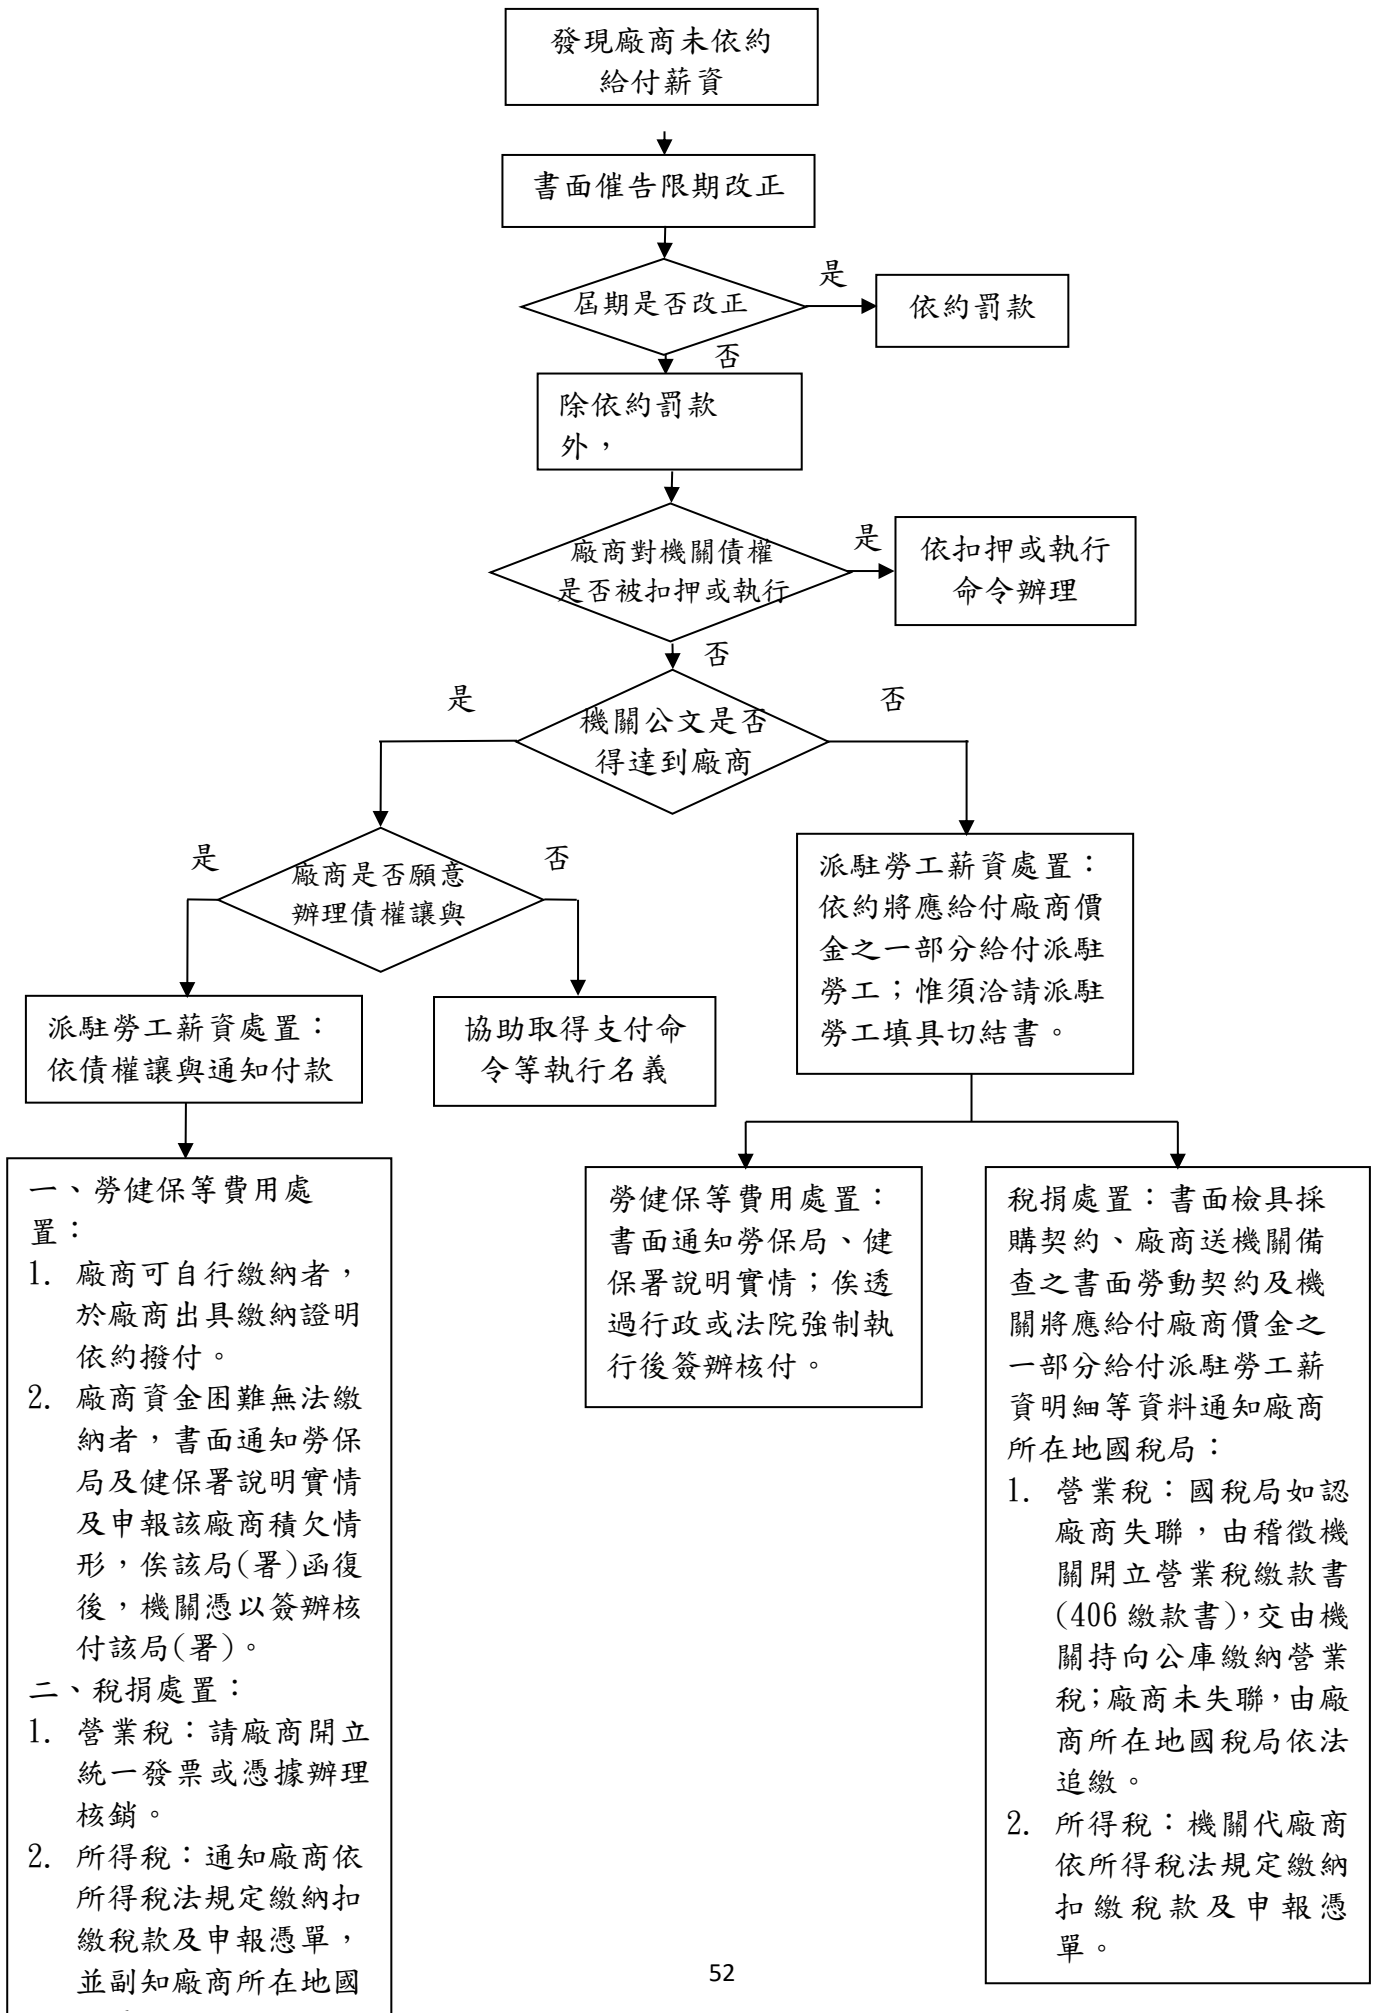 發現廠商未依約
給付薪資
書面催告限期改正
屆期是否改正
是
依約罰款
否
除依約罰款
外，
廠商對機關債權
是否被扣押或執行
是
依扣押或執行
命令辦理
否
機關公文是否
得達到廠商
是
否
廠商是否願意
辦理債權讓與
是
否
派駐勞工薪資處置：
依債權讓與通知付款
協助取得支付命
令等執行名義
派駐勞工薪資處置：
依約將應給付廠商價
金之一部分給付派駐
勞工；惟須洽請派駐
勞工填具切結書。
一、勞健保等費用處
置：
1. 廠商可自行繳納者，
於廠商出具繳納證明
依約撥付。
2. 廠商資金困難無法繳
納者，書面通知勞保
局及健保署說明實情
及申報該廠商積欠情
形，俟該局(署)函復
後，機關憑以簽辦核
付該局(署)。
二、稅捐處置：
1. 營業稅：請廠商開立
統一發票或憑據辦理
核銷。
2. 所得稅：通知廠商依
所得稅法規定繳納扣
繳稅款及申報憑單，
並副知廠商所在地國
勞健保等費用處置：
書面通知勞保局、健
保署說明實情；俟透
過行政或法院強制執
行後簽辦核付。
稅捐處置：書面檢具採
購契約、廠商送機關備
查之書面勞動契約及機
關將應給付廠商價金之
一部分給付派駐勞工薪
資明細等資料通知廠商
所在地國稅局：
1. 營業稅：國稅局如認
廠商失聯，由稽徵機
關開立營業稅繳款書
(406 繳款書)，交由機
關持向公庫繳納營業
稅；廠商未失聯，由廠
商所在地國稅局依法
追繳。
2. 所得稅：機關代廠商
依所得稅法規定繳納
扣繳稅款及申報憑
單。
52